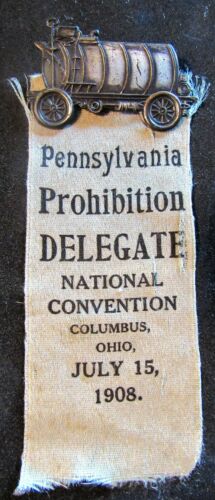 Pennsylvania
Prohibition
DELEGATE
NATIONAL
CONVENTION
COLUMBUS,
OHIO,
JULY 15,
1908.